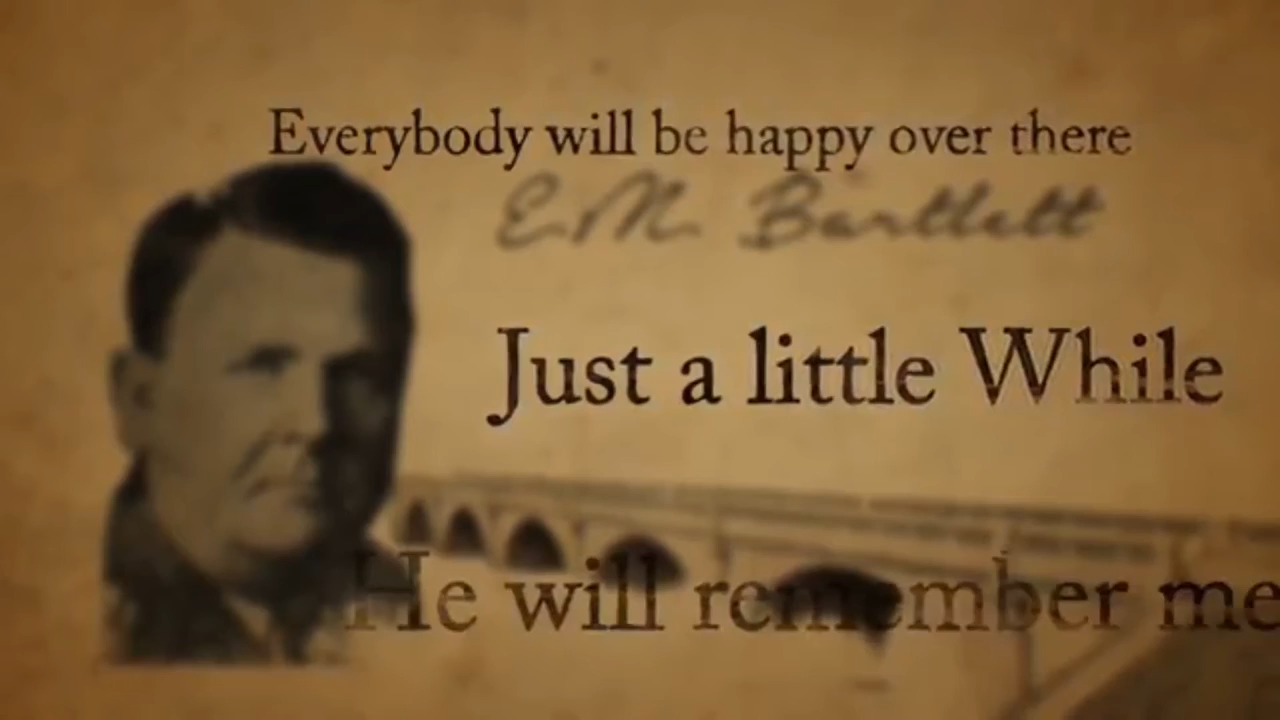 Everybody will be happy over there
E. M. Bartlett
Just a little While
He will remember me